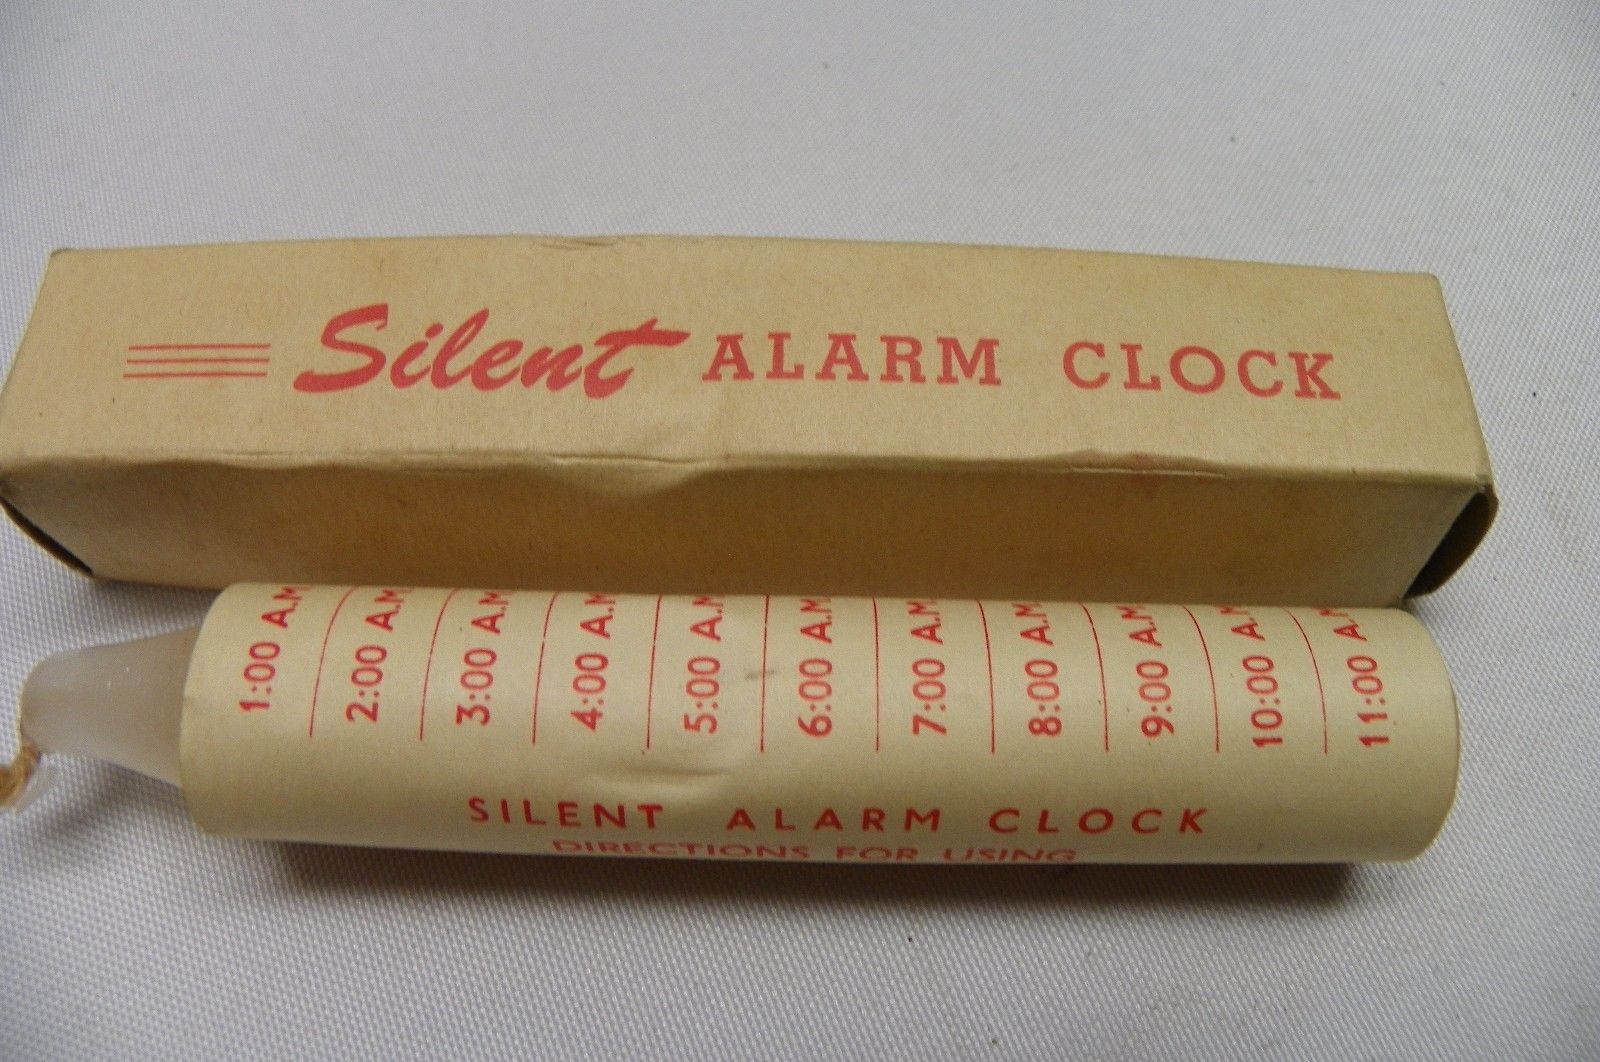 Silent ALARM CLOCK
1:00 A.M.
2:00 A.M.
3:00 A.M.
4:00 A.M.
5:00 A.M.
6:00 A.M.
7:00 A.M.
8:00 A.M.
9:00 A.M.
10:00 A.M.
11:00 A.M.
SILENT ALARM CLOCK
DIRECTIONS FOR USING